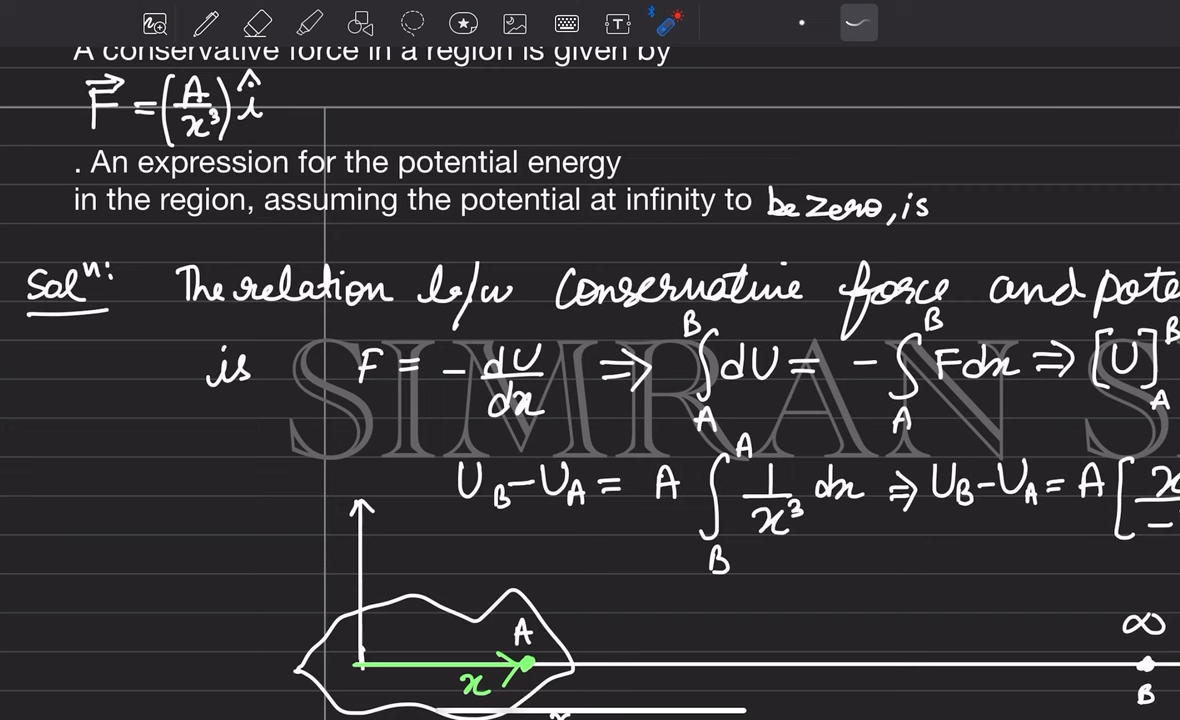 A conservative force in a region is given by
F⃗ = (A/x³) î
. An expression for the potential energy
in the region, assuming the potential at infinity to be zero, is
Solⁿ: The relation b/w conservative force and pote
is F = - dU/dx ⇒ ∫_A^B dU = - ∫_A^B Fdx ⇒ [U]_A^B
SIMRAN S
U_B - U_A = A ∫_B^A 1/x³ dx ⇒ U_B - U_A = A [x
A
∞
x
B